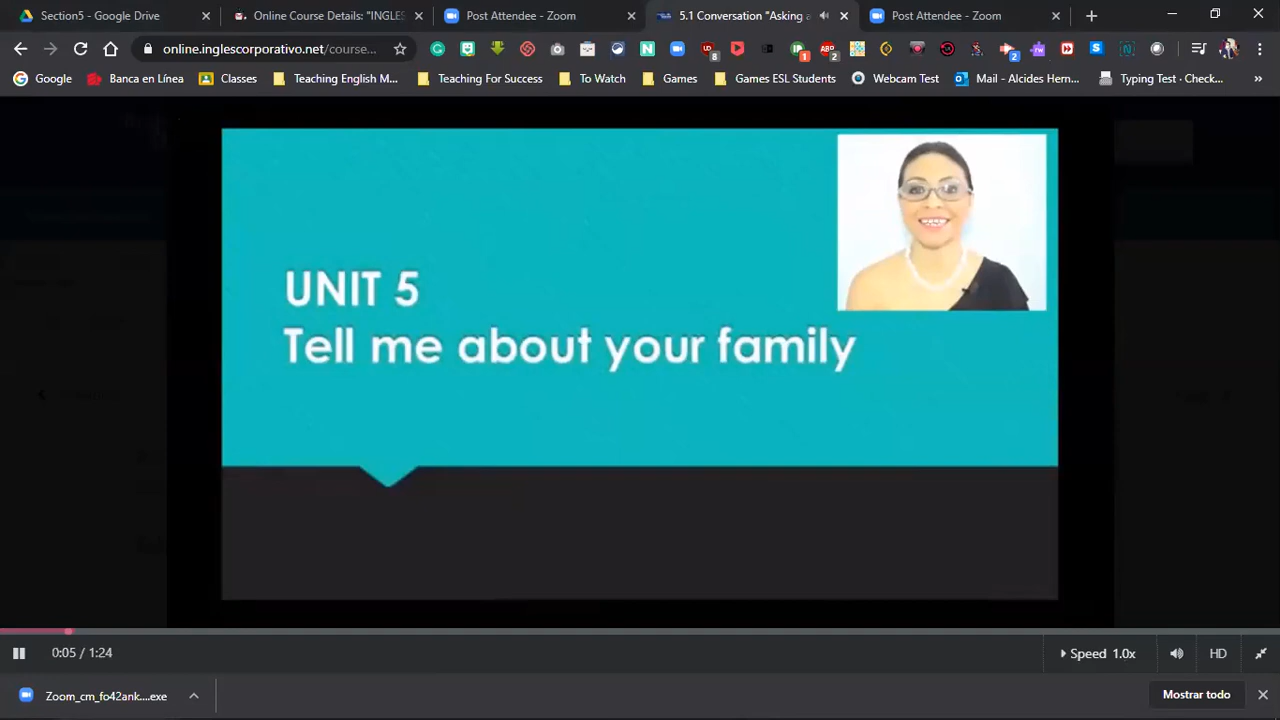 Section5 - Google Drive
Online Course Details: "INGLES
Post Attendee - Zoom
5.1 Conversation "Asking a
Post Attendee - Zoom
online.inglescorporativo.net/course...
Google
Banca en Línea
Classes
Teaching English M...
Teaching For Success
To Watch
Games
Games ESL Students
Webcam Test
Mail - Alcides Hern...
Typing Test - Check...
UNIT 5
Tell me about your family
0:05 / 1:24
Speed 1.0x
HD
Zoom_cm_fo42ank....exe
Mostrar todo